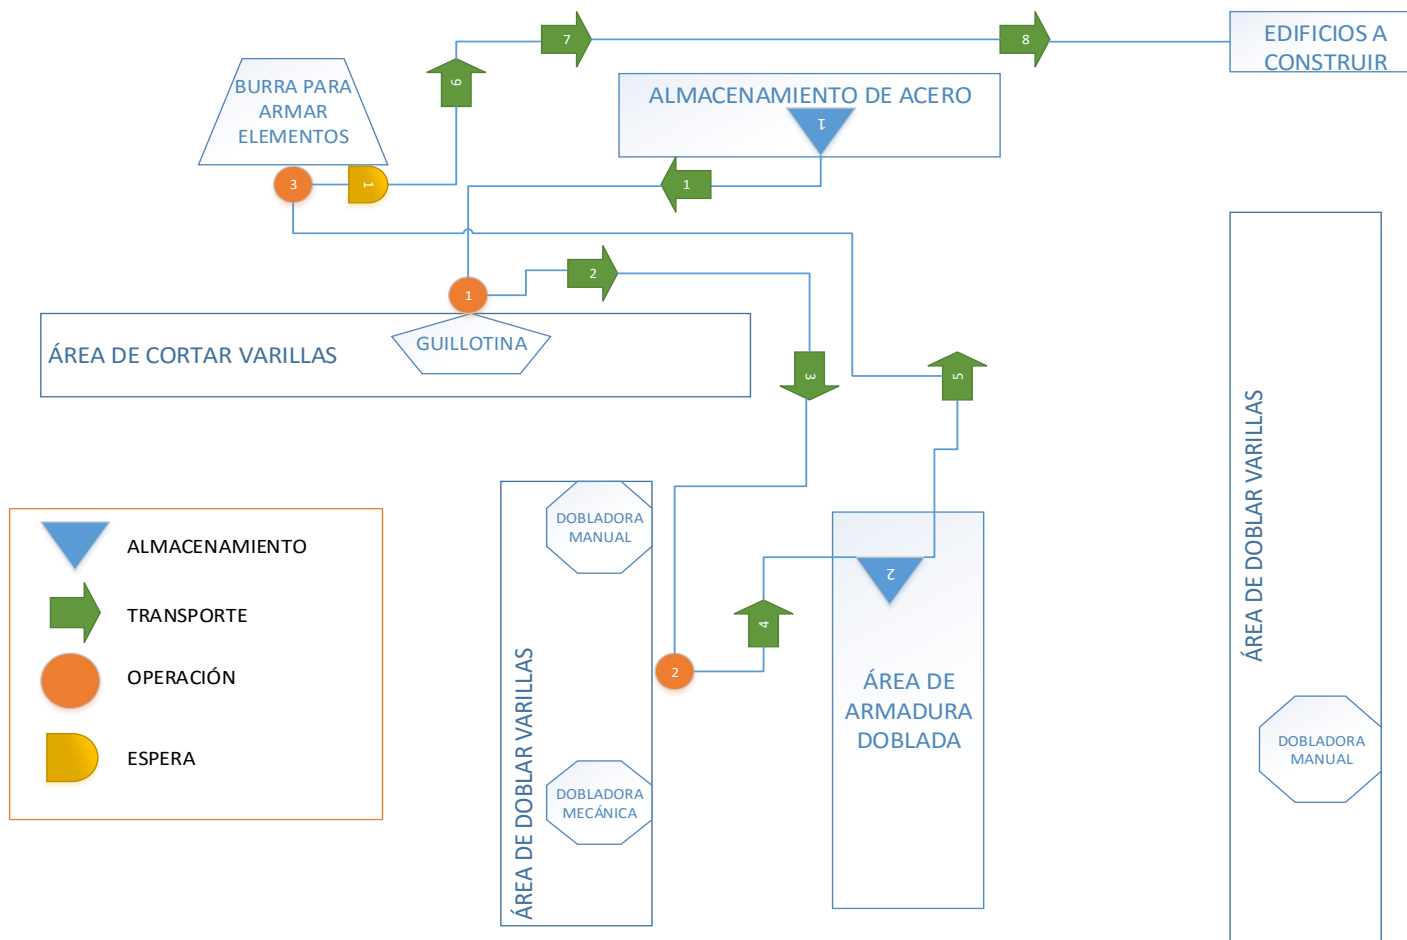 7
8
EDIFICIOS A
CONSTRUIR
BURRA PARA
ARMAR
ELEMENTOS
6
ALMACENAMIENTO DE ACERO
1
3
1
1
1
2
GUILLOTINA
ÁREA DE CORTAR VARILLAS
3
5
DOBLADORA
MANUAL
ÁREA DE DOBLAR VARILLAS
2
4
2
ÁREA DE
ARMADURA
DOBLADA
DOBLADORA
MECÁNICA
ÁREA DE DOBLAR VARILLAS
DOBLADORA
MANUAL
ALMACENAMIENTO
TRANSPORTE
OPERACIÓN
ESPERA